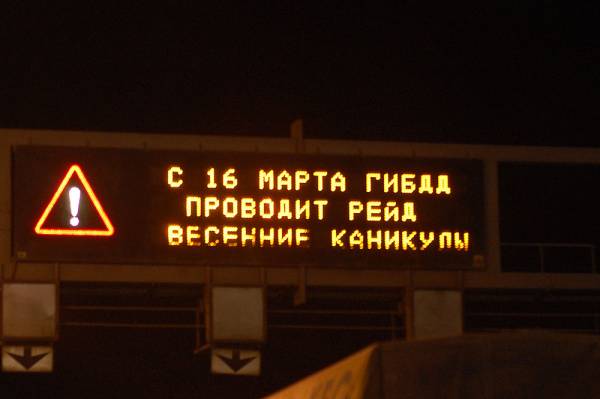 С 16 МАРТА ГИБДД
ПРОВОДИТ РЕЙД
ВЕСЕННИЕ КАНИКУЛЫ